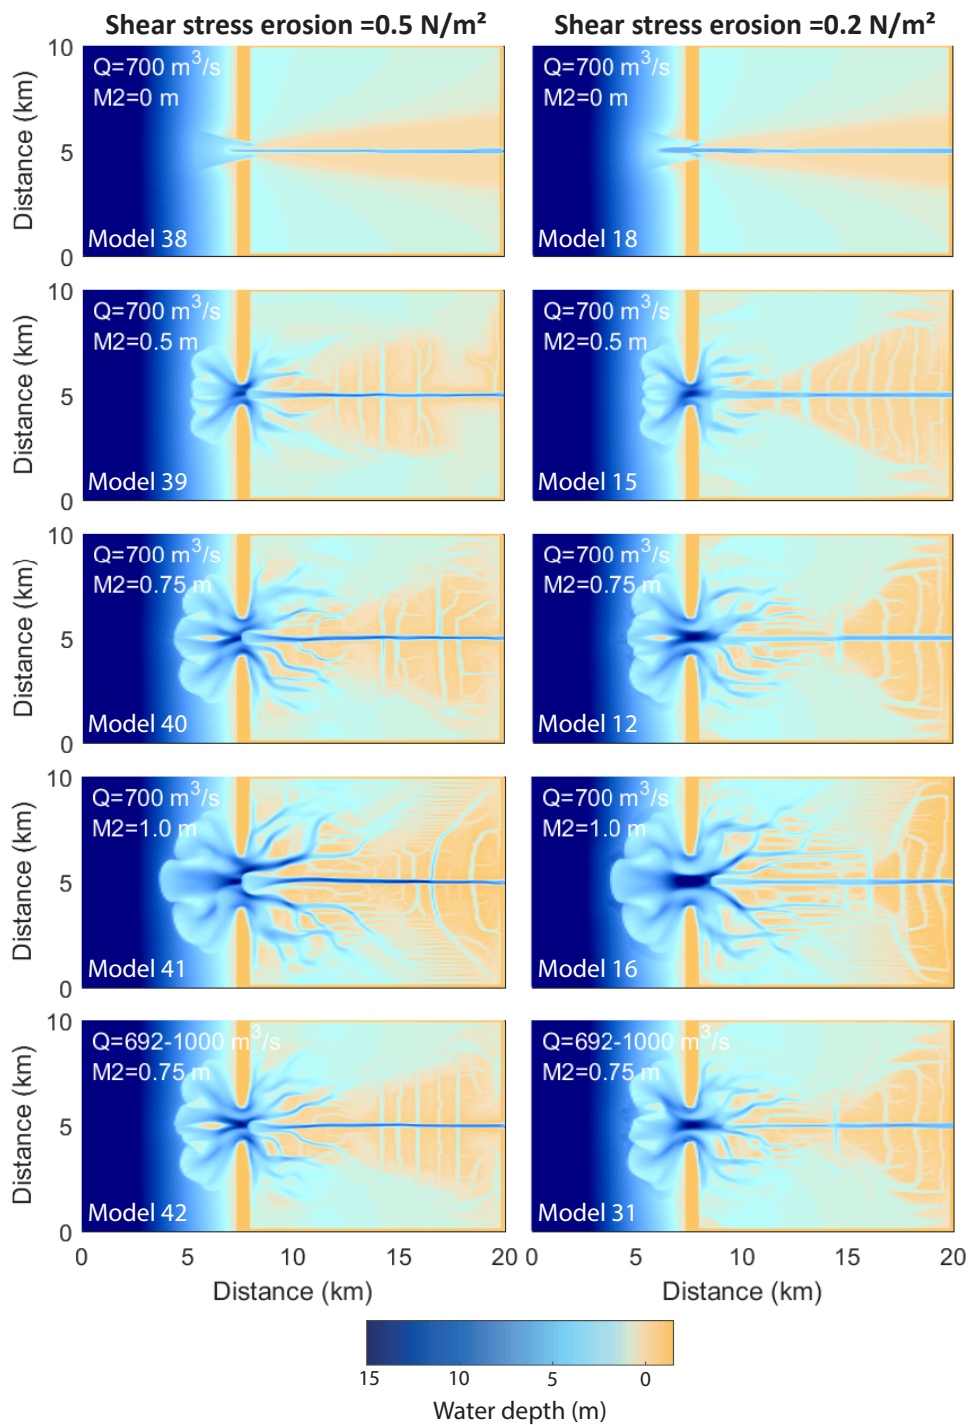 Shear stress erosion =0.5 N/m²
Shear stress erosion =0.2 N/m²
10
Distance (km)
5
0
Q=700 m³/s
M2=0 m
Model 38
Q=700 m³/s
M2=0 m
Model 18
10
Distance (km)
5
0
Q=700 m³/s
M2=0.5 m
Model 39
Q=700 m³/s
M2=0.5 m
Model 15
10
Distance (km)
5
0
Q=700 m³/s
M2=0.75 m
Model 40
Q=700 m³/s
M2=0.75 m
Model 12
10
Distance (km)
5
0
Q=700 m³/s
M2=1.0 m
Model 41
Q=700 m³/s
M2=1.0 m
Model 16
10
Distance (km)
5
0
Q=692-1000 m³/s
M2=0.75 m
Model 42
Q=692-1000 m³/s
M2=0.75 m
Model 31
0 5 10 15 20
0 5 10 15 20
Distance (km)
Distance (km)
15 10 5 0
Water depth (m)